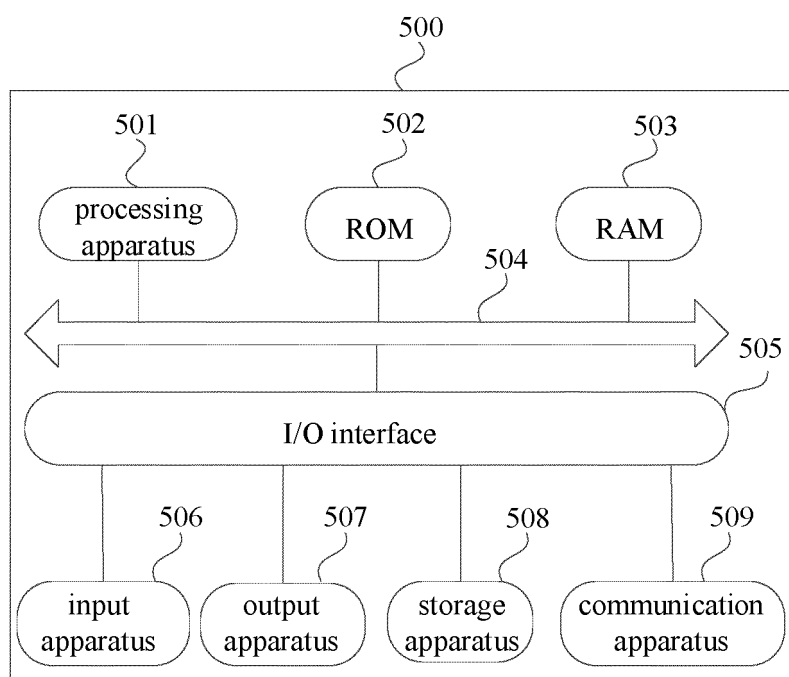 500
501
502
503
processing
apparatus
ROM
RAM
504
505
I/O interface
506
507
508
509
input
apparatus
output
apparatus
storage
apparatus
communication
apparatus